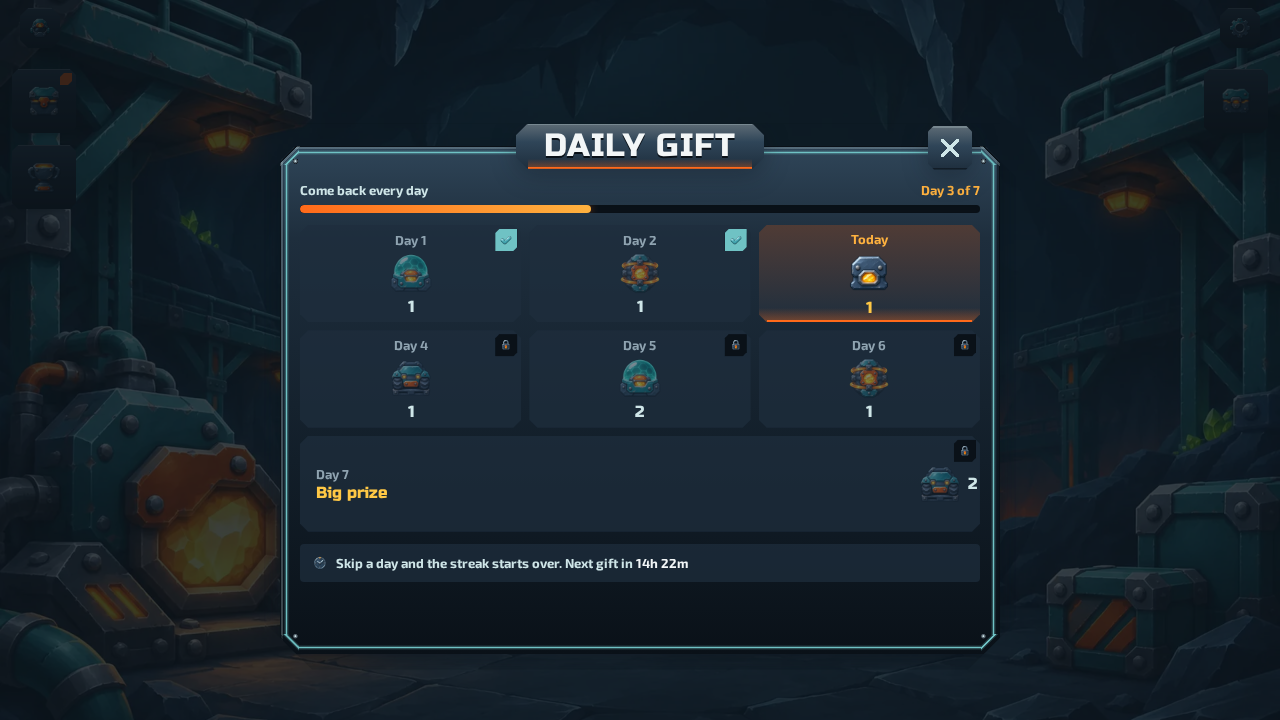 DAILY GIFT
Come back every day
Day 3 of 7
Day 1
1
Day 2
1
Today
1
Day 4
1
Day 5
2
Day 6
1
Day 7
Big prize
2
Skip a day and the streak starts over. Next gift in 14h 22m